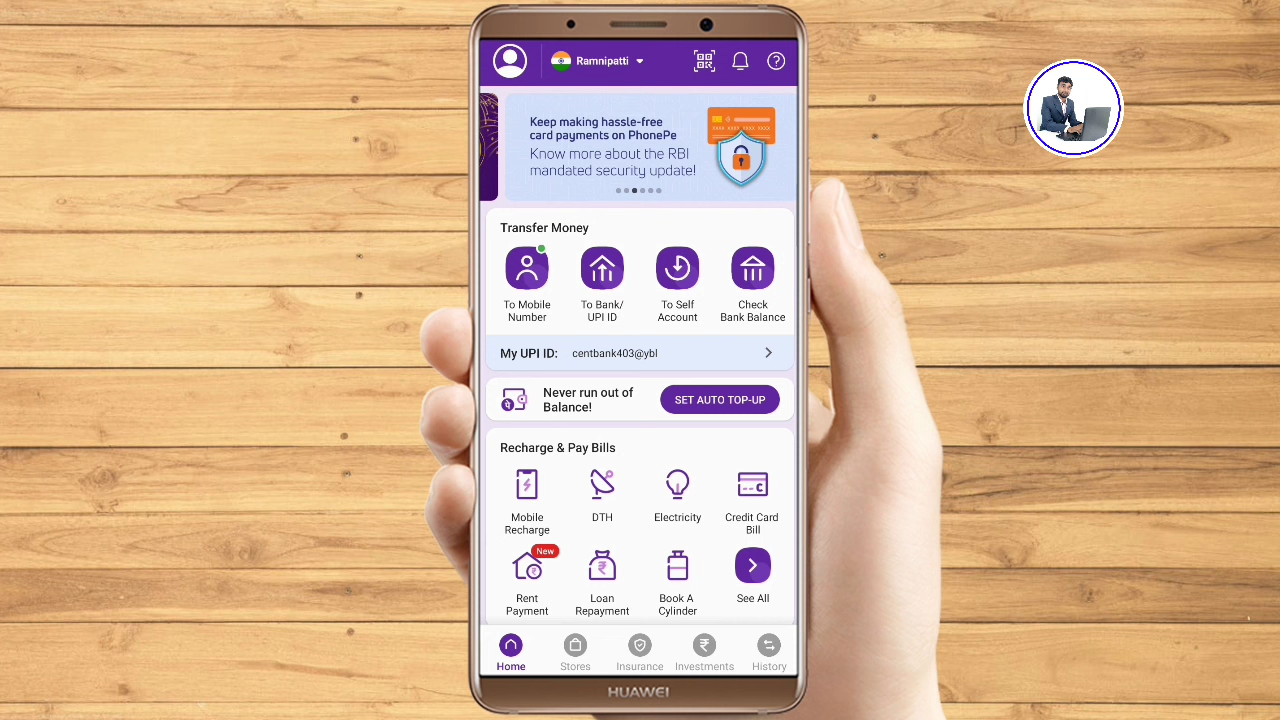 Ramnipatti
Keep making hassle-free
card payments on PhonePe
Know more about the RBI
mandated security update!
Transfer Money
To Mobile
Number
To Bank/
UPI ID
To Self
Account
Check
Bank Balance
My UPI ID: centbank403@ybl
Never run out of
Balance!
SET AUTO TOP-UP
Recharge & Pay Bills
Mobile
Recharge
DTH
Electricity
Credit Card
Bill
New
Rent
Payment
Loan
Repayment
Book A
Cylinder
See All
Home
Stores
Insurance
Investments
History
HUAWEI